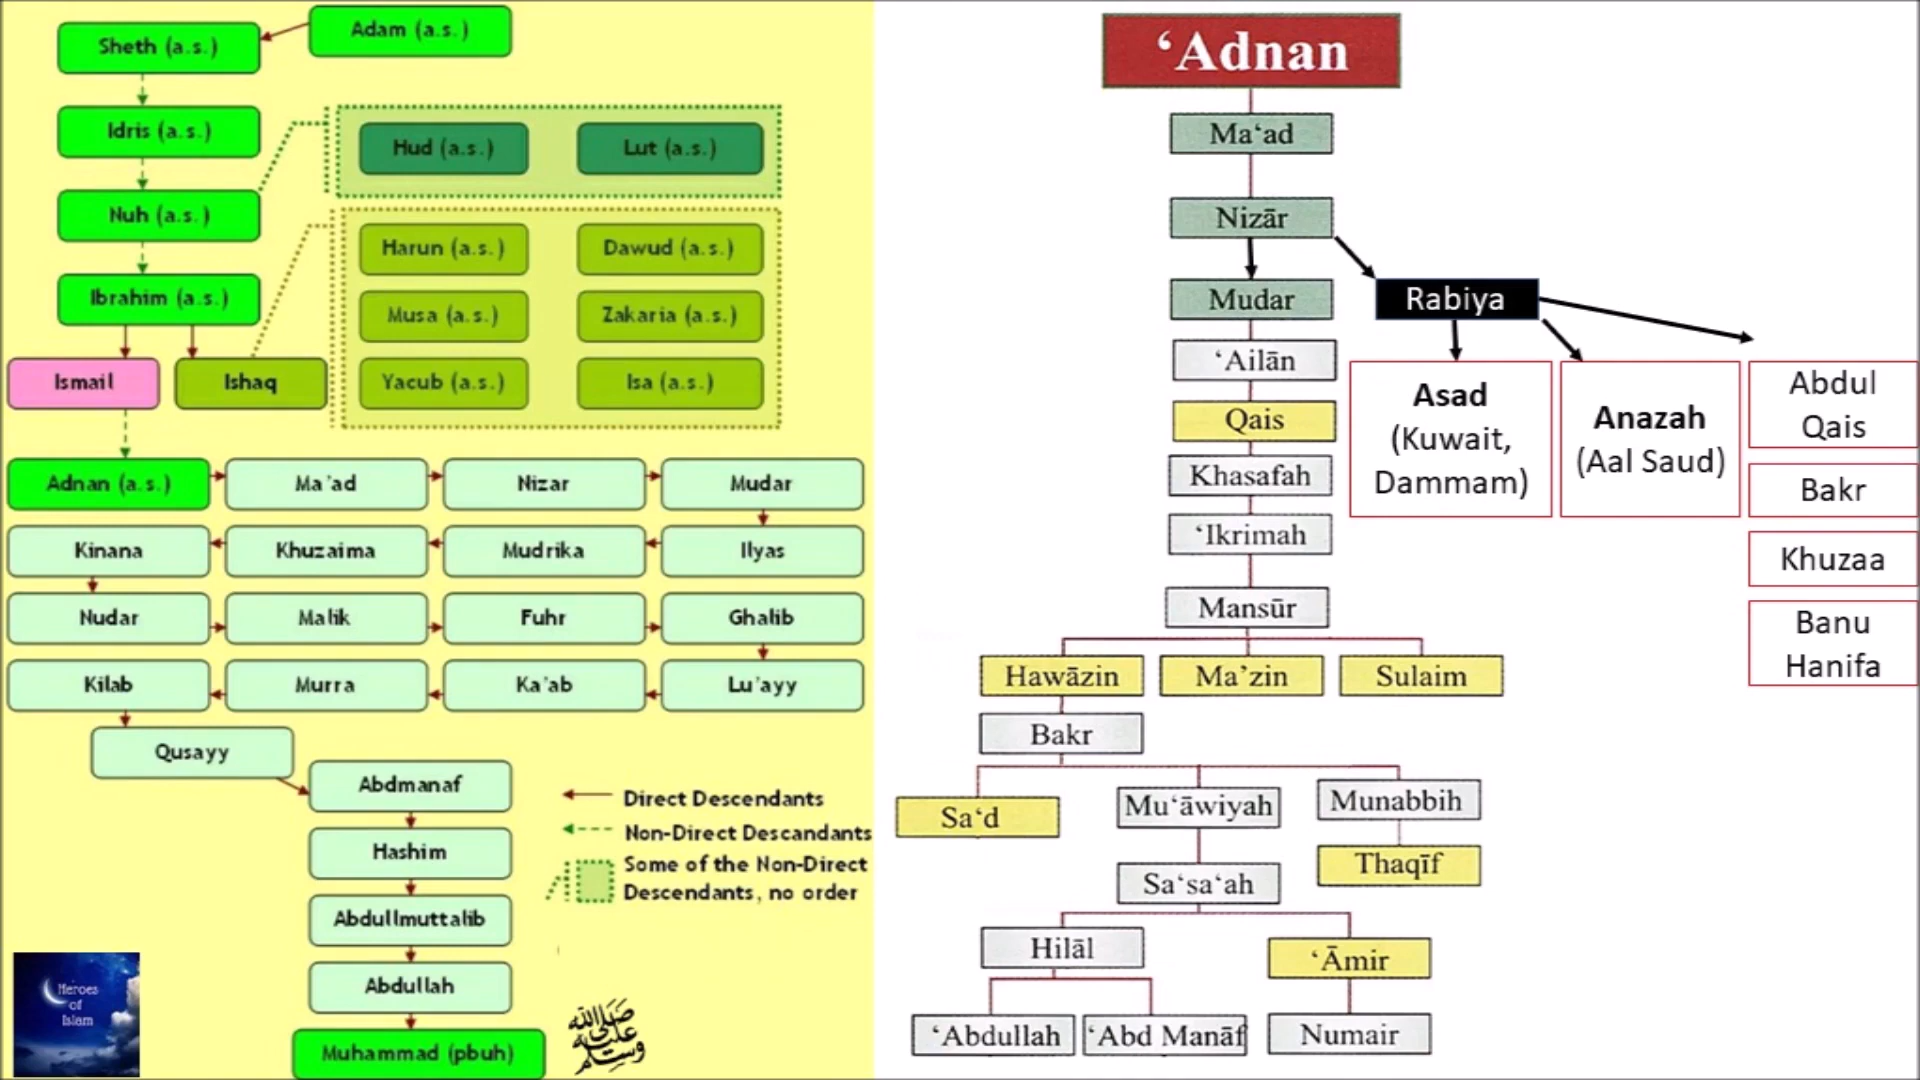 Adam (a.s.)
Sheth (a.s.)
Idris (a.s.)
Hud (a.s.)
Lut (a.s.)
Nuh (a.s.)
Harun (a.s.)
Dawud (a.s.)
Ibrahim (a.s.)
Musa (a.s.)
Zakaria (a.s.)
Ismail
Ishaq
Yacub (a.s.)
Isa (a.s.)
Adnan (a.s.)
Ma'ad
Nizar
Mudar
Kinana
Khuzaima
Mudrika
Ilyas
Nudar
Malik
Fuhr
Ghalib
Kilab
Murra
Ka'ab
Lu'ayy
Qusayy
Abdmanaf
Hashim
Abdullmuttalib
Abdullah
Muhammad (pbuh)
Direct Descendants
Non-Direct Descandants
Some of the Non-Direct
Descendants, no order
صلى الله
عليه
وسلم
Heroes
of
Islam
‘Adnan
Ma‘ad
Nizār
Mudar
Rabiya
‘Ailān
Qais
Khasafah
‘Ikrimah
Mansūr
Asad
(Kuwait,
Dammam)
Anazah
(Aal Saud)
Abdul
Qais
Bakr
Khuzaa
Banu
Hanifa
Hawāzin
Ma’zin
Sulaim
Bakr
Sa‘d
Mu‘āwiyah
Munabbih
Thaqīf
Sa‘sa‘ah
Hilāl
‘Āmir
‘Abdullah
‘Abd Manāf
Numair